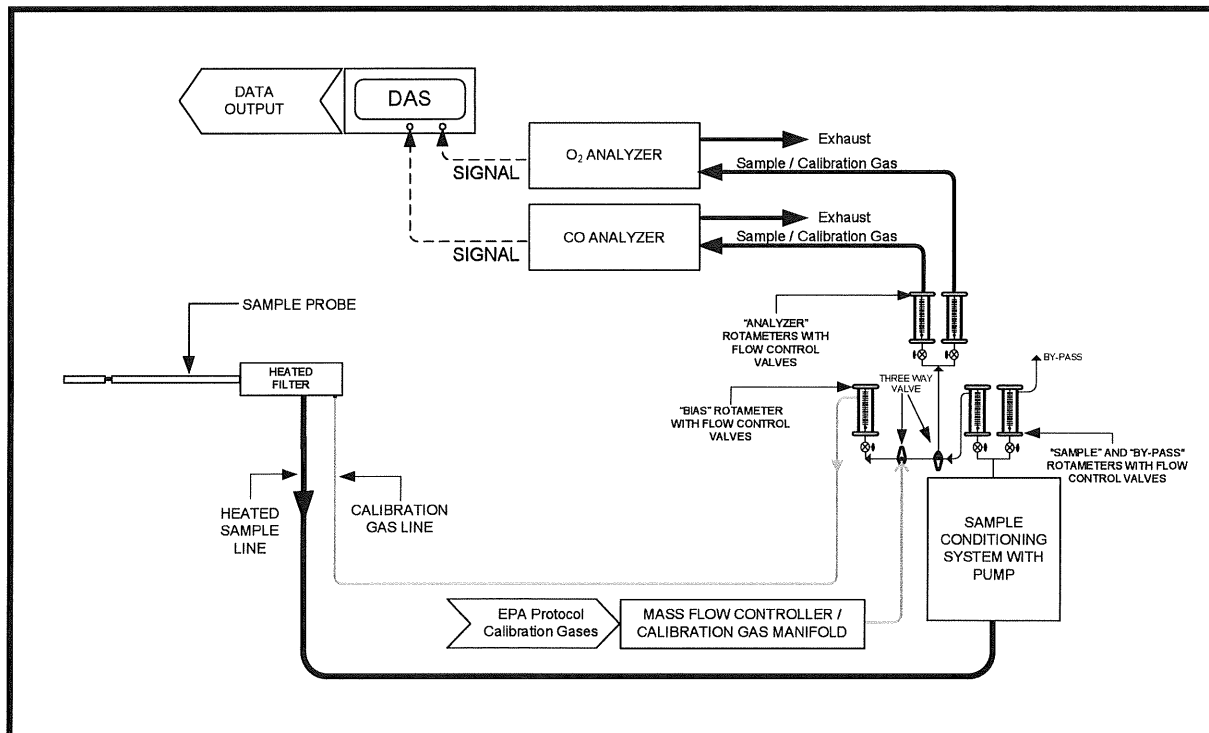 DATA
OUTPUT
DAS
O₂ ANALYZER
Exhaust
Sample / Calibration Gas
SIGNAL
CO ANALYZER
Exhaust
Sample / Calibration Gas
SIGNAL
SAMPLE PROBE
HEATED
FILTER
"ANALYZER"
ROTAMETERS WITH
FLOW CONTROL
VALVES
BY-PASS
THREE WAY
VALVE
"BIAS" ROTAMETER
WITH FLOW CONTROL
VALVES
"SAMPLE" AND "BY-PASS"
ROTAMETERS WITH FLOW
CONTROL VALVES
HEATED
SAMPLE
LINE
CALIBRATION
GAS LINE
SAMPLE
CONDITIONING
SYSTEM WITH
PUMP
EPA Protocol
Calibration Gases
MASS FLOW CONTROLLER /
CALIBRATION GAS MANIFOLD